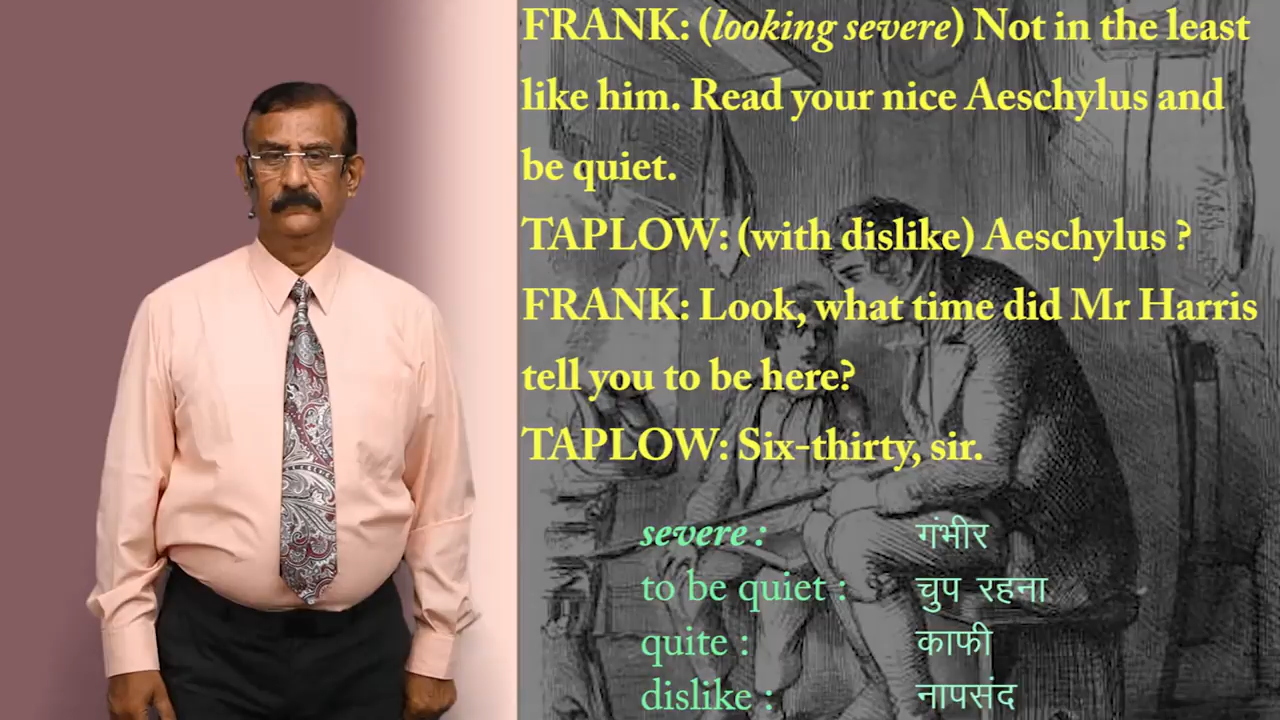 FRANK: (looking severe) Not in the least
like him. Read your nice Aeschylus and
be quiet.
TAPLOW: (with dislike) Aeschylus ?
FRANK: Look, what time did Mr Harris
tell you to be here?
TAPLOW: Six-thirty, sir.
severe : गंभीर
to be quiet : चुप रहना
quite : काफी
dislike : नापसंद